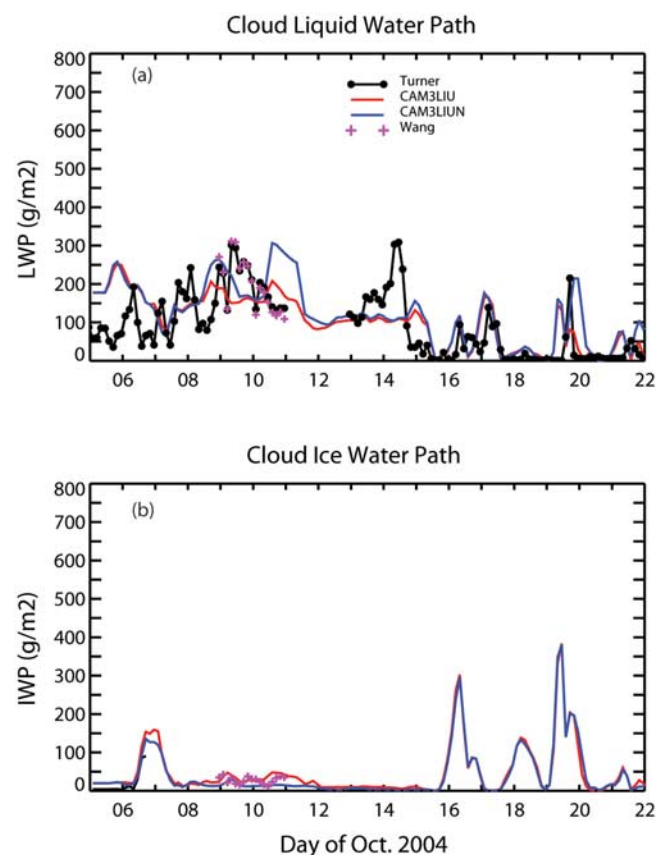 Cloud Liquid Water Path
800
700
600
500
400
300
200
100
0
LWP (g/m2)
(a)
Turner
CAM3LIU
CAM3LIUN
Wang
06 08 10 12 14 16 18 20 22
Cloud Ice Water Path
800
700
600
500
400
300
200
100
0
IWP (g/m2)
(b)
06 08 10 12 14 16 18 20 22
Day of Oct. 2004